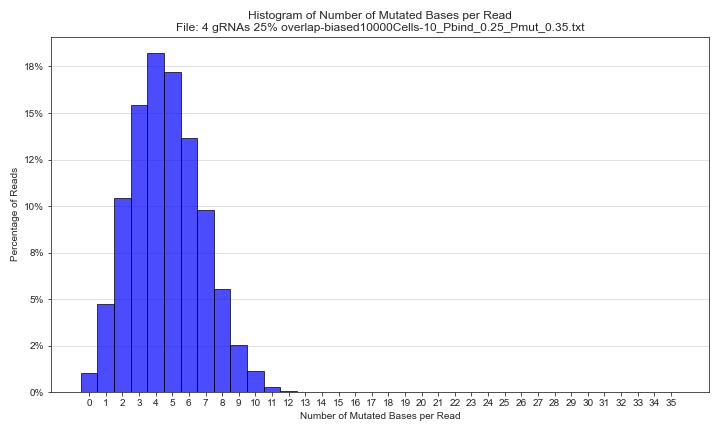 Histogram of Number of Mutated Bases per Read
File: 4 gRNAs 25% overlap-biased10000Cells-10_Pbind_0.25_Pmut_0.35.txt
18%
15%
12%
10%
8%
5%
2%
0%
Percentage of Reads
0 1 2 3 4 5 6 7 8 9 10 11 12 13 14 15 16 17 18 19 20 21 22 23 24 25 26 27 28 29 30 31 32 33 34 35
Number of Mutated Bases per Read